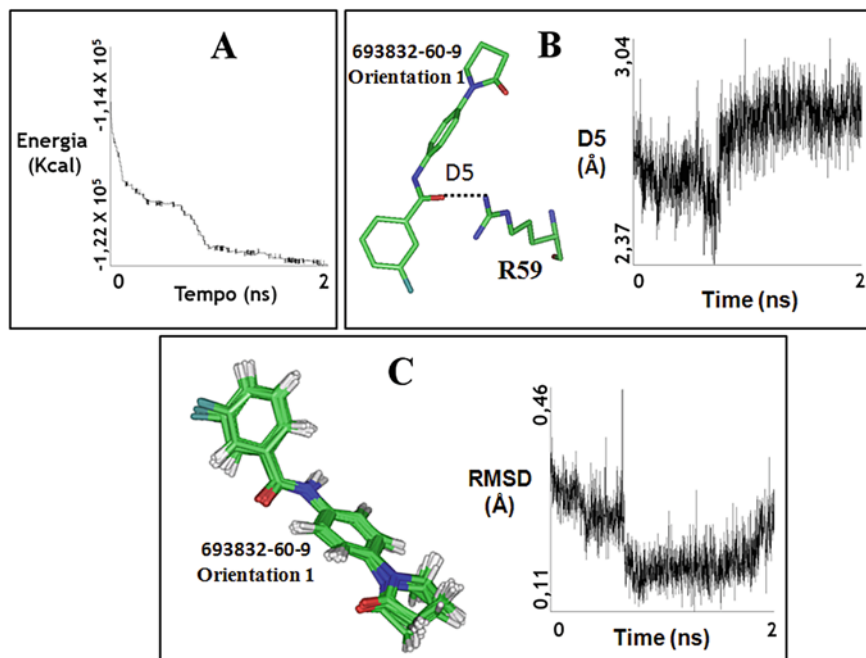 A
-1,14 X 10⁵
Energia
(Kcal)
-1,22 X 10⁵
0
2
Tempo (ns)
B
693832-60-9
Orientation 1
D5
R59
3,04
D5
(Å)
2,37
0
2
Time (ns)
C
693832-60-9
Orientation 1
0,46
RMSD
(Å)
0,11
0
2
Time (ns)